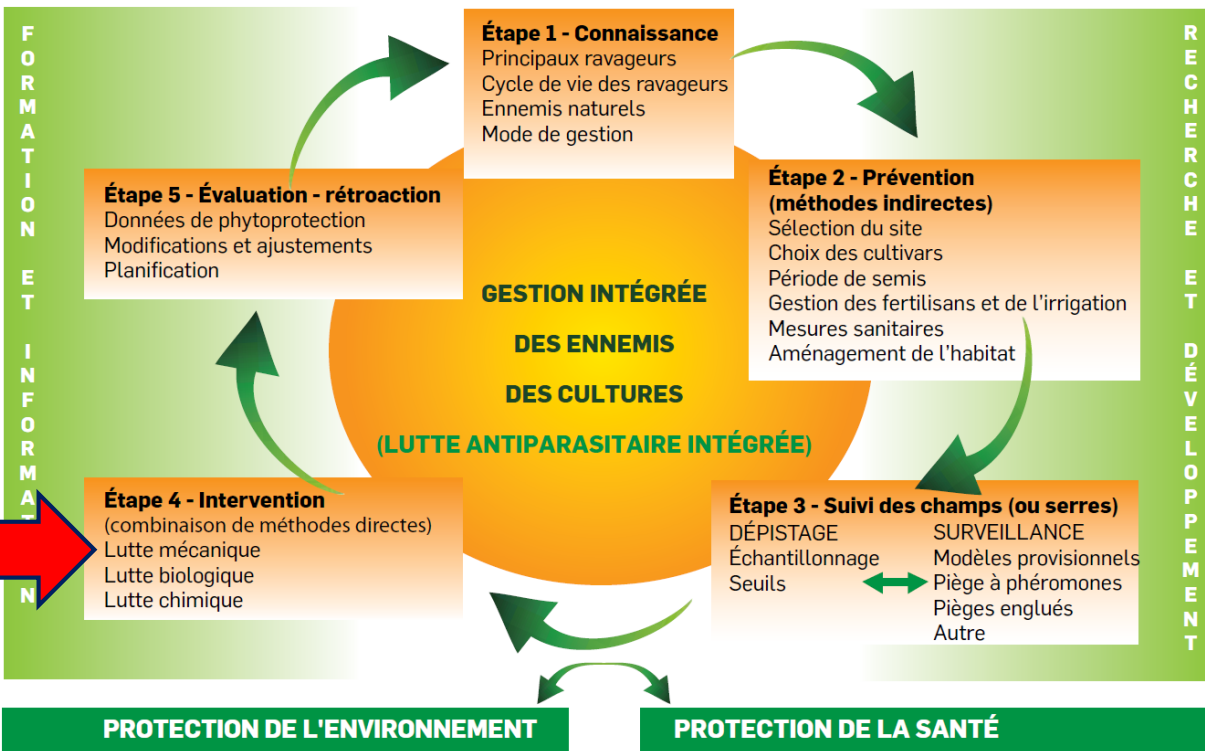 FORMATION ET INFORMATION
Étape 1 - Connaissance
Principaux ravageurs
Cycle de vie des ravageurs
Ennemis naturels
Mode de gestion
RECHERCHE ET DÉVELOPPEMENT
Étape 5 - Évaluation - rétroaction
Données de phytoprotection
Modifications et ajustements
Planification
Étape 2 - Prévention
(méthodes indirectes)
Sélection du site
Choix des cultivars
Période de semis
Gestion des fertilisans et de l'irrigation
Mesures sanitaires
Aménagement de l'habitat
GESTION INTÉGRÉE
DES ENNEMIS
DES CULTURES
(LUTTE ANTIPARASITAIRE INTÉGRÉE)
Étape 4 - Intervention
(combinaison de méthodes directes)
Lutte mécanique
Lutte biologique
Lutte chimique
Étape 3 - Suivi des champs (ou serres)
DÉPISTAGE
Échantillonnage
Seuils
SURVEILLANCE
Modèles provisionnels
Piège à phéromones
Pièges englués
Autre
PROTECTION DE L'ENVIRONNEMENT
PROTECTION DE LA SANTÉ